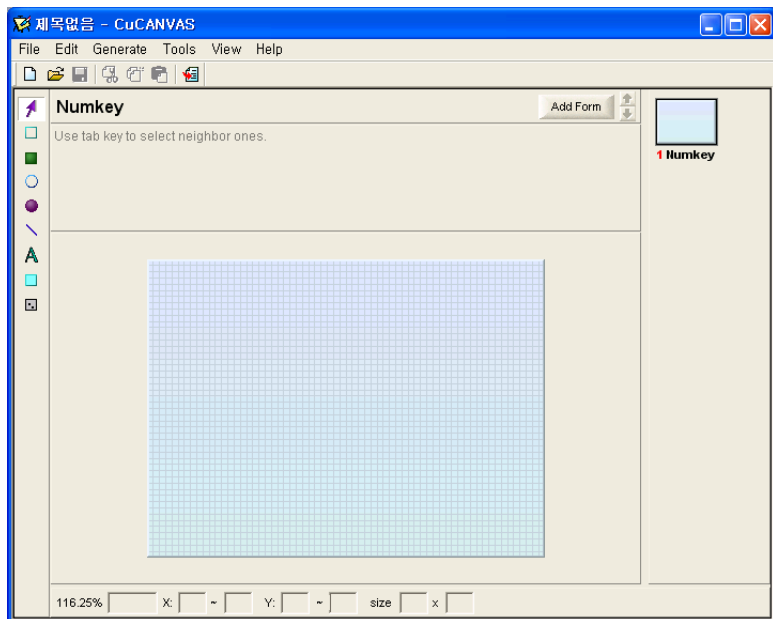 제목없음 - CuCANVAS
File Edit Generate Tools View Help
Numkey
Add Form
Use tab key to select neighbor ones.
1 Numkey
A
116.25% X: ~ Y: ~ size x